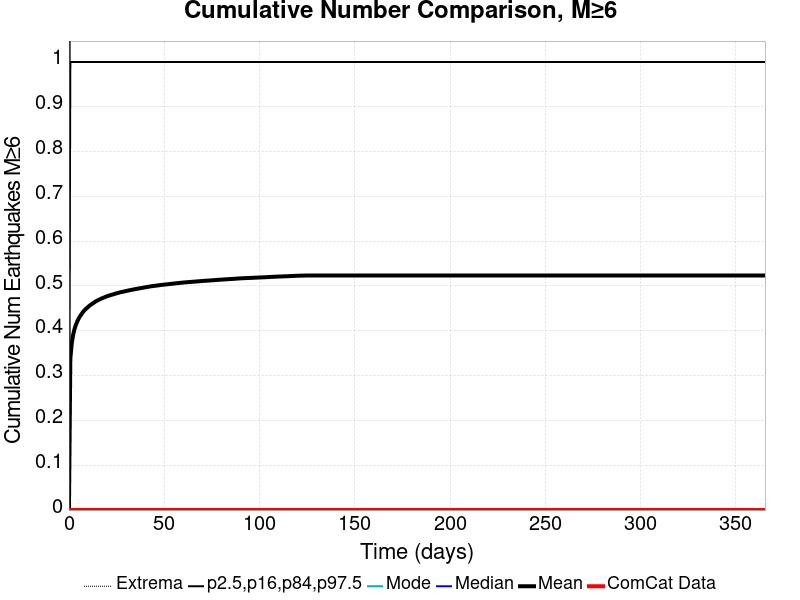 Cumulative Number Comparison, M≥6
Cumulative Num Earthquakes M≥6
1
0.9
0.8
0.7
0.6
0.5
0.4
0.3
0.2
0.1
0
0 50 100 150 200 250 300 350
Time (days)
Extrema p2.5,p16,p84,p97.5 Mode Median Mean ComCat Data